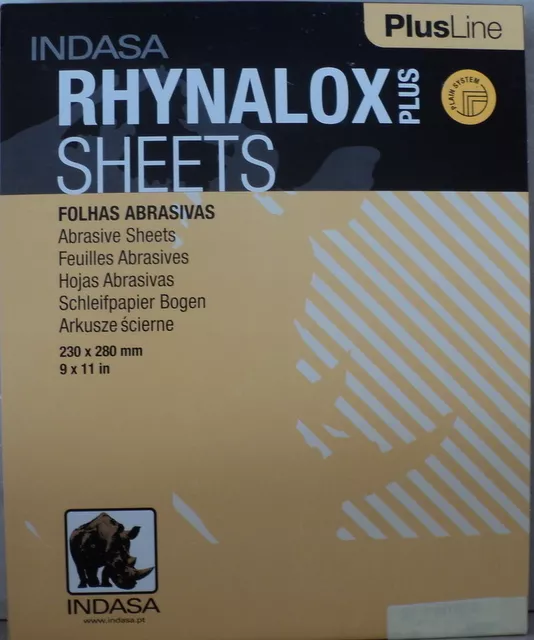 PlusLine
INDASA
RHYNALOX PLUS
SHEETS
PLAIN SYSTEM
FOLHAS ABRASIVAS
Abrasive Sheets
Feuilles Abrasives
Hojas Abrasivas
Schleifpapier Bogen
Arkusze ścierne
230 x 280 mm
9 x 11 in
INDASA
www.indasa.pt